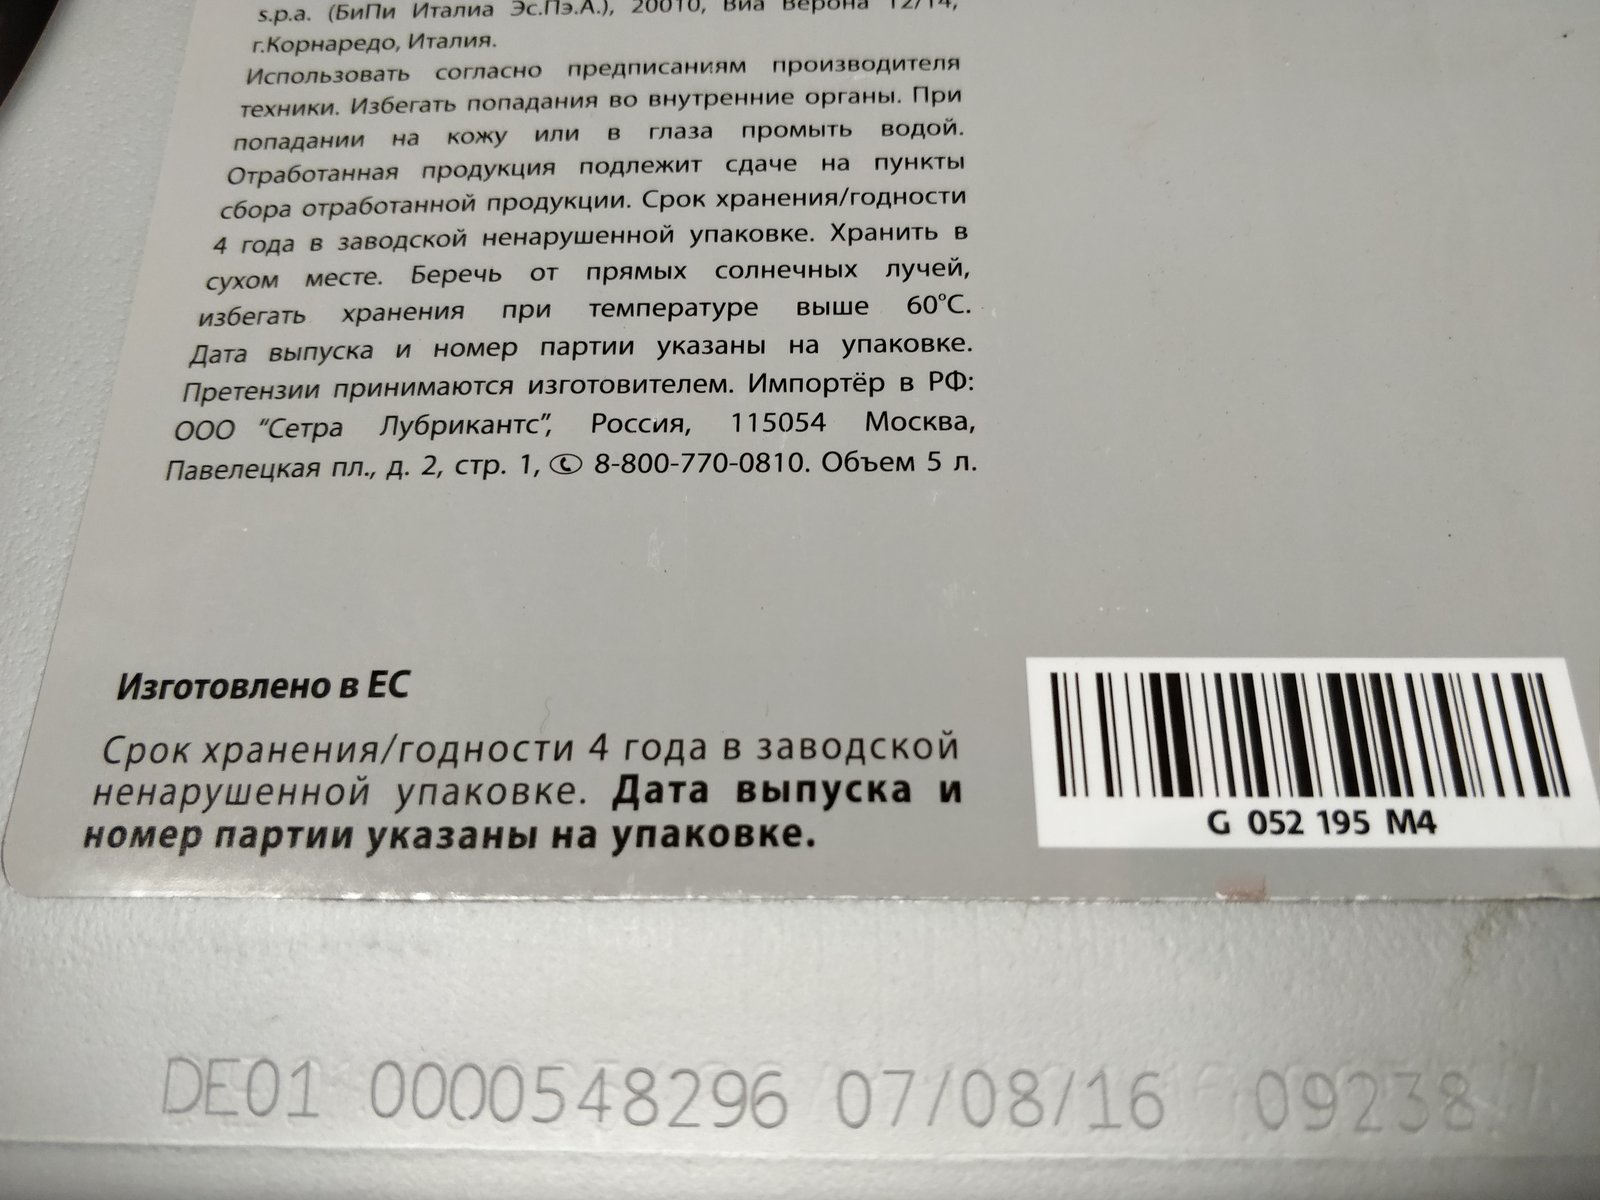 s.p.a. (БиПи Италиа Эс.Пэ.А.), 20010, Виа Верона 12/14,
г.Корнаредо, Италия.
Использовать согласно предписаниям производителя
техники. Избегать попадания во внутренние органы. При
попадании на кожу или в глаза промыть водой.
Отработанная продукция подлежит сдаче на пункты
сбора отработанной продукции. Срок хранения/годности
4 года в заводской ненарушенной упаковке. Хранить в
сухом месте. Беречь от прямых солнечных лучей,
избегать хранения при температуре выше 60°С.
Дата выпуска и номер партии указаны на упаковке.
Претензии принимаются изготовителем. Импортёр в РФ:
ООО "Сетра Лубрикантс", Россия, 115054 Москва,
Павелецкая пл., д. 2, стр. 1, 8-800-770-0810. Объем 5 л.
Изготовлено в ЕС
Срок хранения/годности 4 года в заводской
ненарушенной упаковке. Дата выпуска и
номер партии указаны на упаковке.
G 052 195 M4
DE01 0000548296 07/08/16 09238